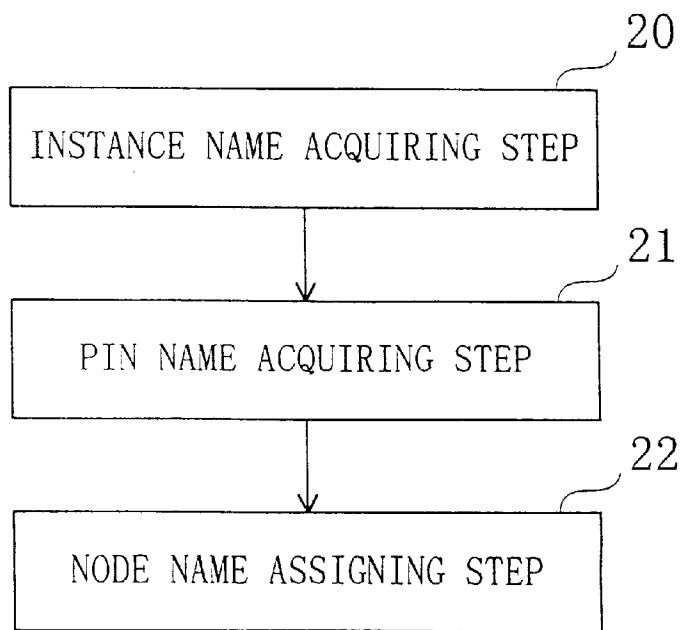 20
INSTANCE NAME ACQUIRING STEP
21
PIN NAME ACQUIRING STEP
22
NODE NAME ASSIGNING STEP